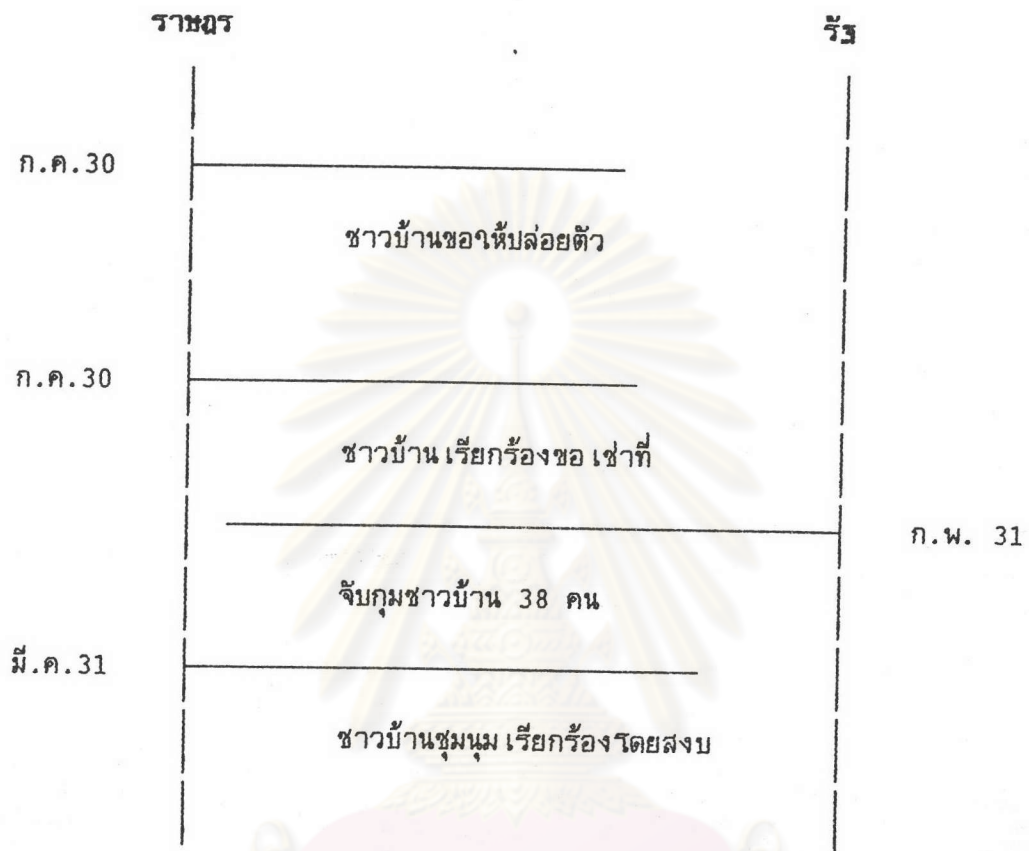 ราษฎร
รัฐ
ก.ค.30
ชาวบ้านขอให้ปล่อยตัว
ก.ค.30
ชาวบ้านเรียกร้องขอเช่าที่
ก.พ. 31
จับกุมชาวบ้าน 38 คน
มี.ค.31
ชาวบ้านชุมนุมเรียกร้องโดยสงบ